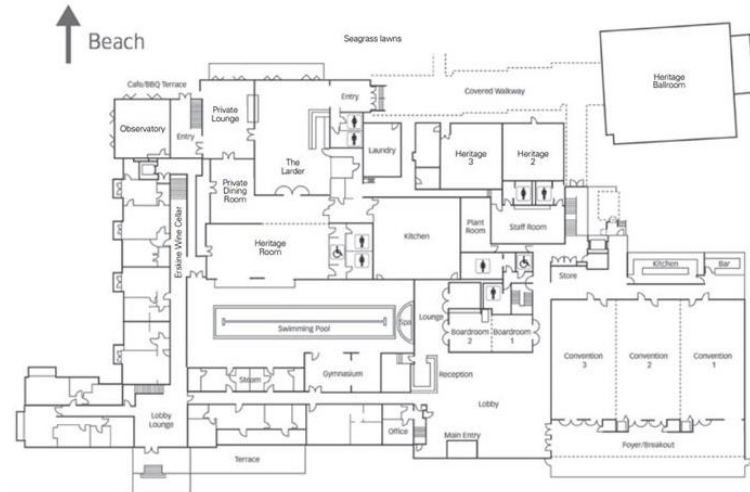 Beach
Seagrass lawns
Heritage
Ballroom
Cafe/BBQ Terrace
Private
Lounge
Entry
Covered Walkway
Observatory
Entry
The
Larder
Laundry
Heritage
3
Heritage
2
Private
Dining
Room
Erskine Wine Cellar
Heritage
Room
Kitchen
Plant
Room
Staff Room
Store
Kitchen
Bar
Swimming Pool
Spa
Lounge
Boardroom
2
Boardroom
1
Convention
3
Convention
2
Convention
1
Steam
Gymnasium
Reception
Lobby
Lobby
Lounge
Office
Main Entry
Foyer/Breakout
Terrace